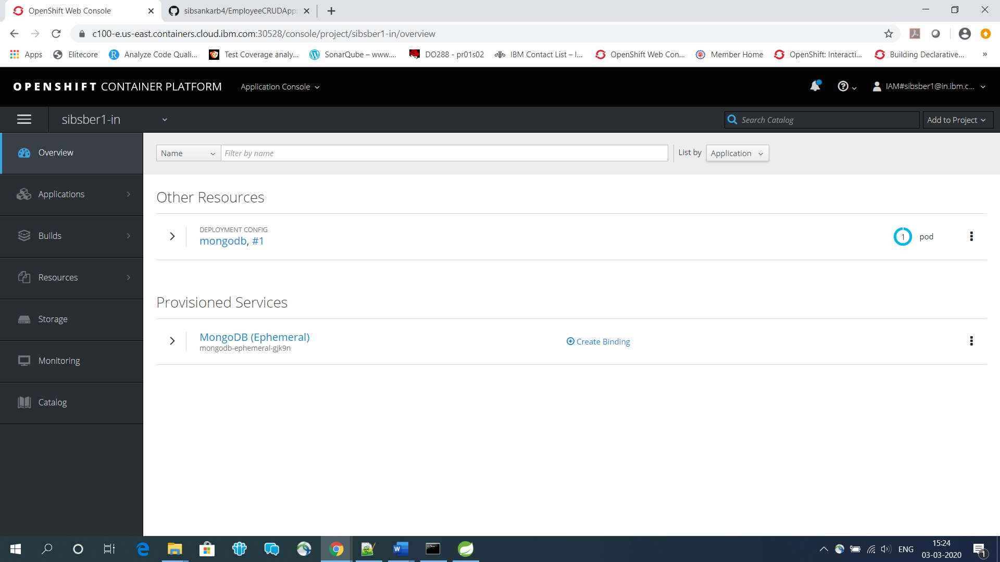 OpenShift Web Console
sibsankarb4/EmployeeCRUDApp:
c100-e.us-east.containers.cloud.ibm.com:30528/console/project/sibsber1-in/overview
Apps Elitecore Analyze Code Quali... Test Coverage analy... SonarQube – www.... DO288 - pr01s02 IBM Contact List – I... OpenShift Web Con... Member Home OpenShift: Interacti... Building Declarative... »
OPENSHIFT CONTAINER PLATFORM Application Console IAM#sibsber1@in.ibm.c...
sibsber1-in Search Catalog Add to Project
Overview
Applications
Builds
Resources
Storage
Monitoring
Catalog
Name Filter by name List by Application
Other Resources
DEPLOYMENT CONFIG
mongodb, #1
1 pod
Provisioned Services
MongoDB (Ephemeral)
mongodb-ephemeral-gjk9n
Create Binding
ENG
15:24
03-03-2020
1